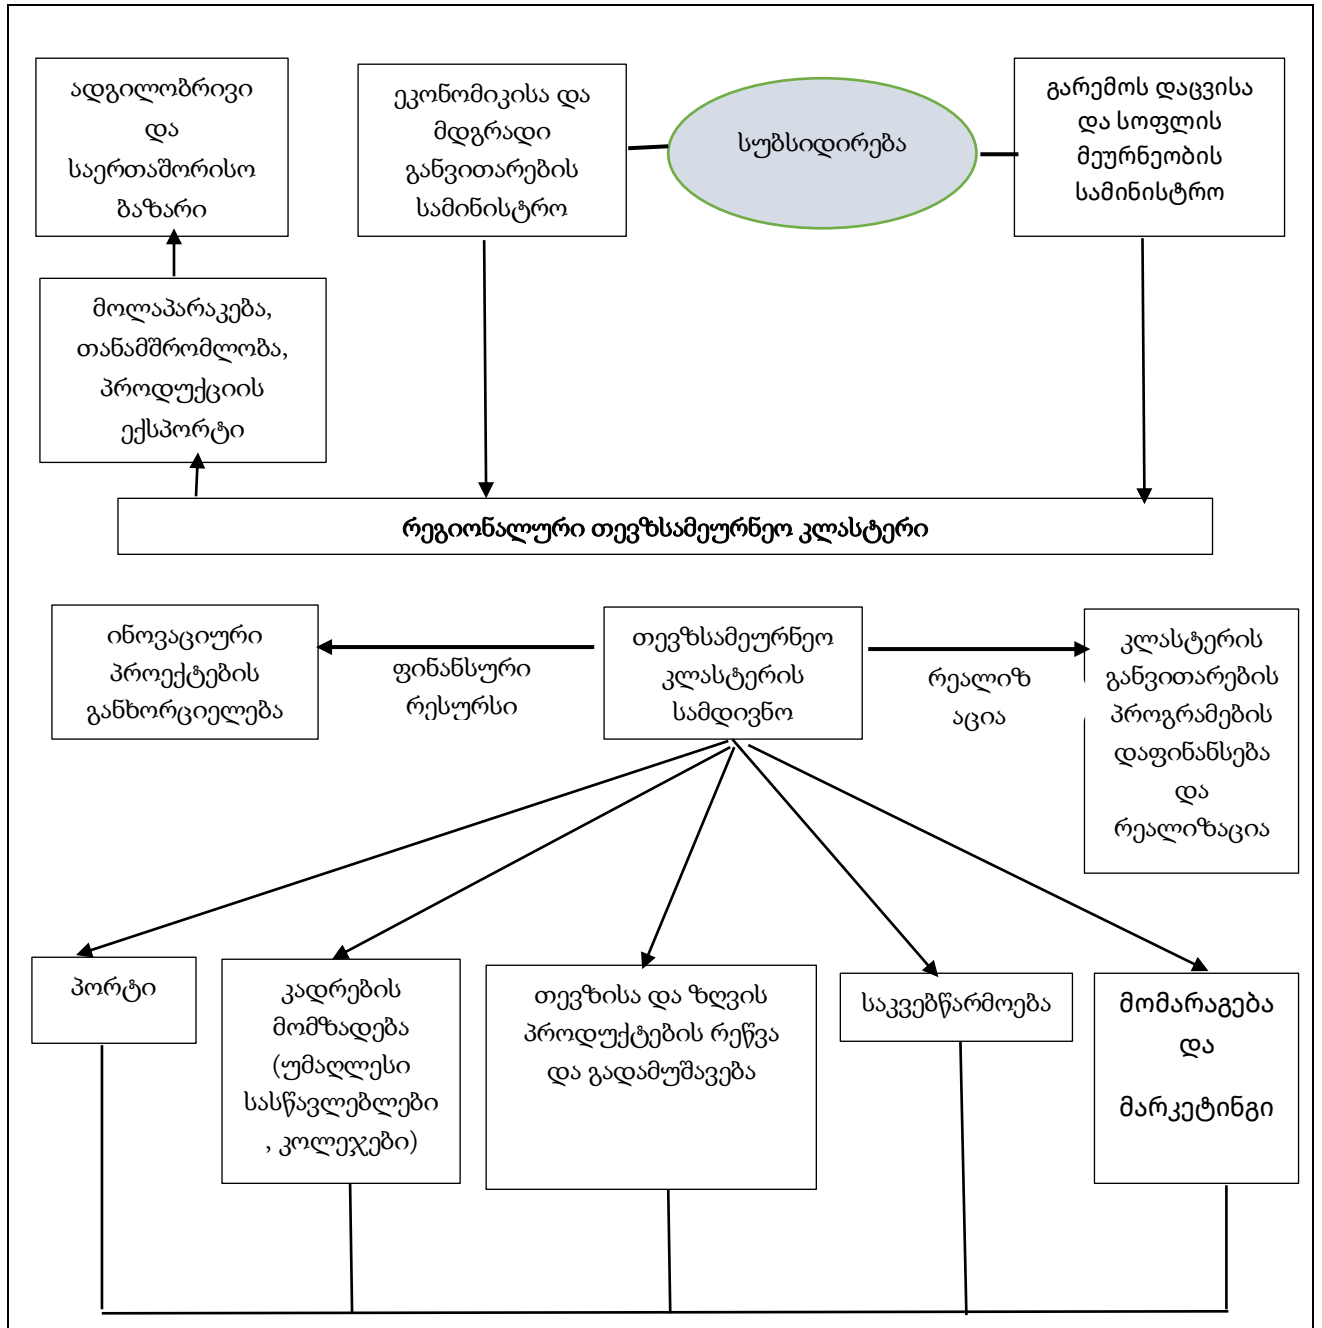 ადგილობრივი
და
საერთაშორისო
ბაზარი
ეკონომიკისა და
მდგრადი
განვითარების
სამინისტრო
სუბსიდირება
გარემოს დაცვისა
და სოფლის
მეურნეობის
სამინისტრო
მოლაპარაკება,
თანამშრომლობა,
პროდუქციის
ექსპორტი
რეგიონალური თევზსამეურნეო კლასტერი
ინოვაციური
პროექტების
განხორციელება
ფინანსური
რესურსი
თევზსამეურნეო
კლასტერის
სამდივნო
რეალიზ
აცია
კლასტერის
განვითარების
პროგრამების
დაფინანსება
და
რეალიზაცია
პორტი
კადრების
მომზადება
(უმაღლესი
სასწავლებლები
, კოლეჯები)
თევზისა და ზღვის
პროდუქტების რეწვა
და გადამუშავება
საკვებწარმოება
მომარაგება
და
მარკეტინგი